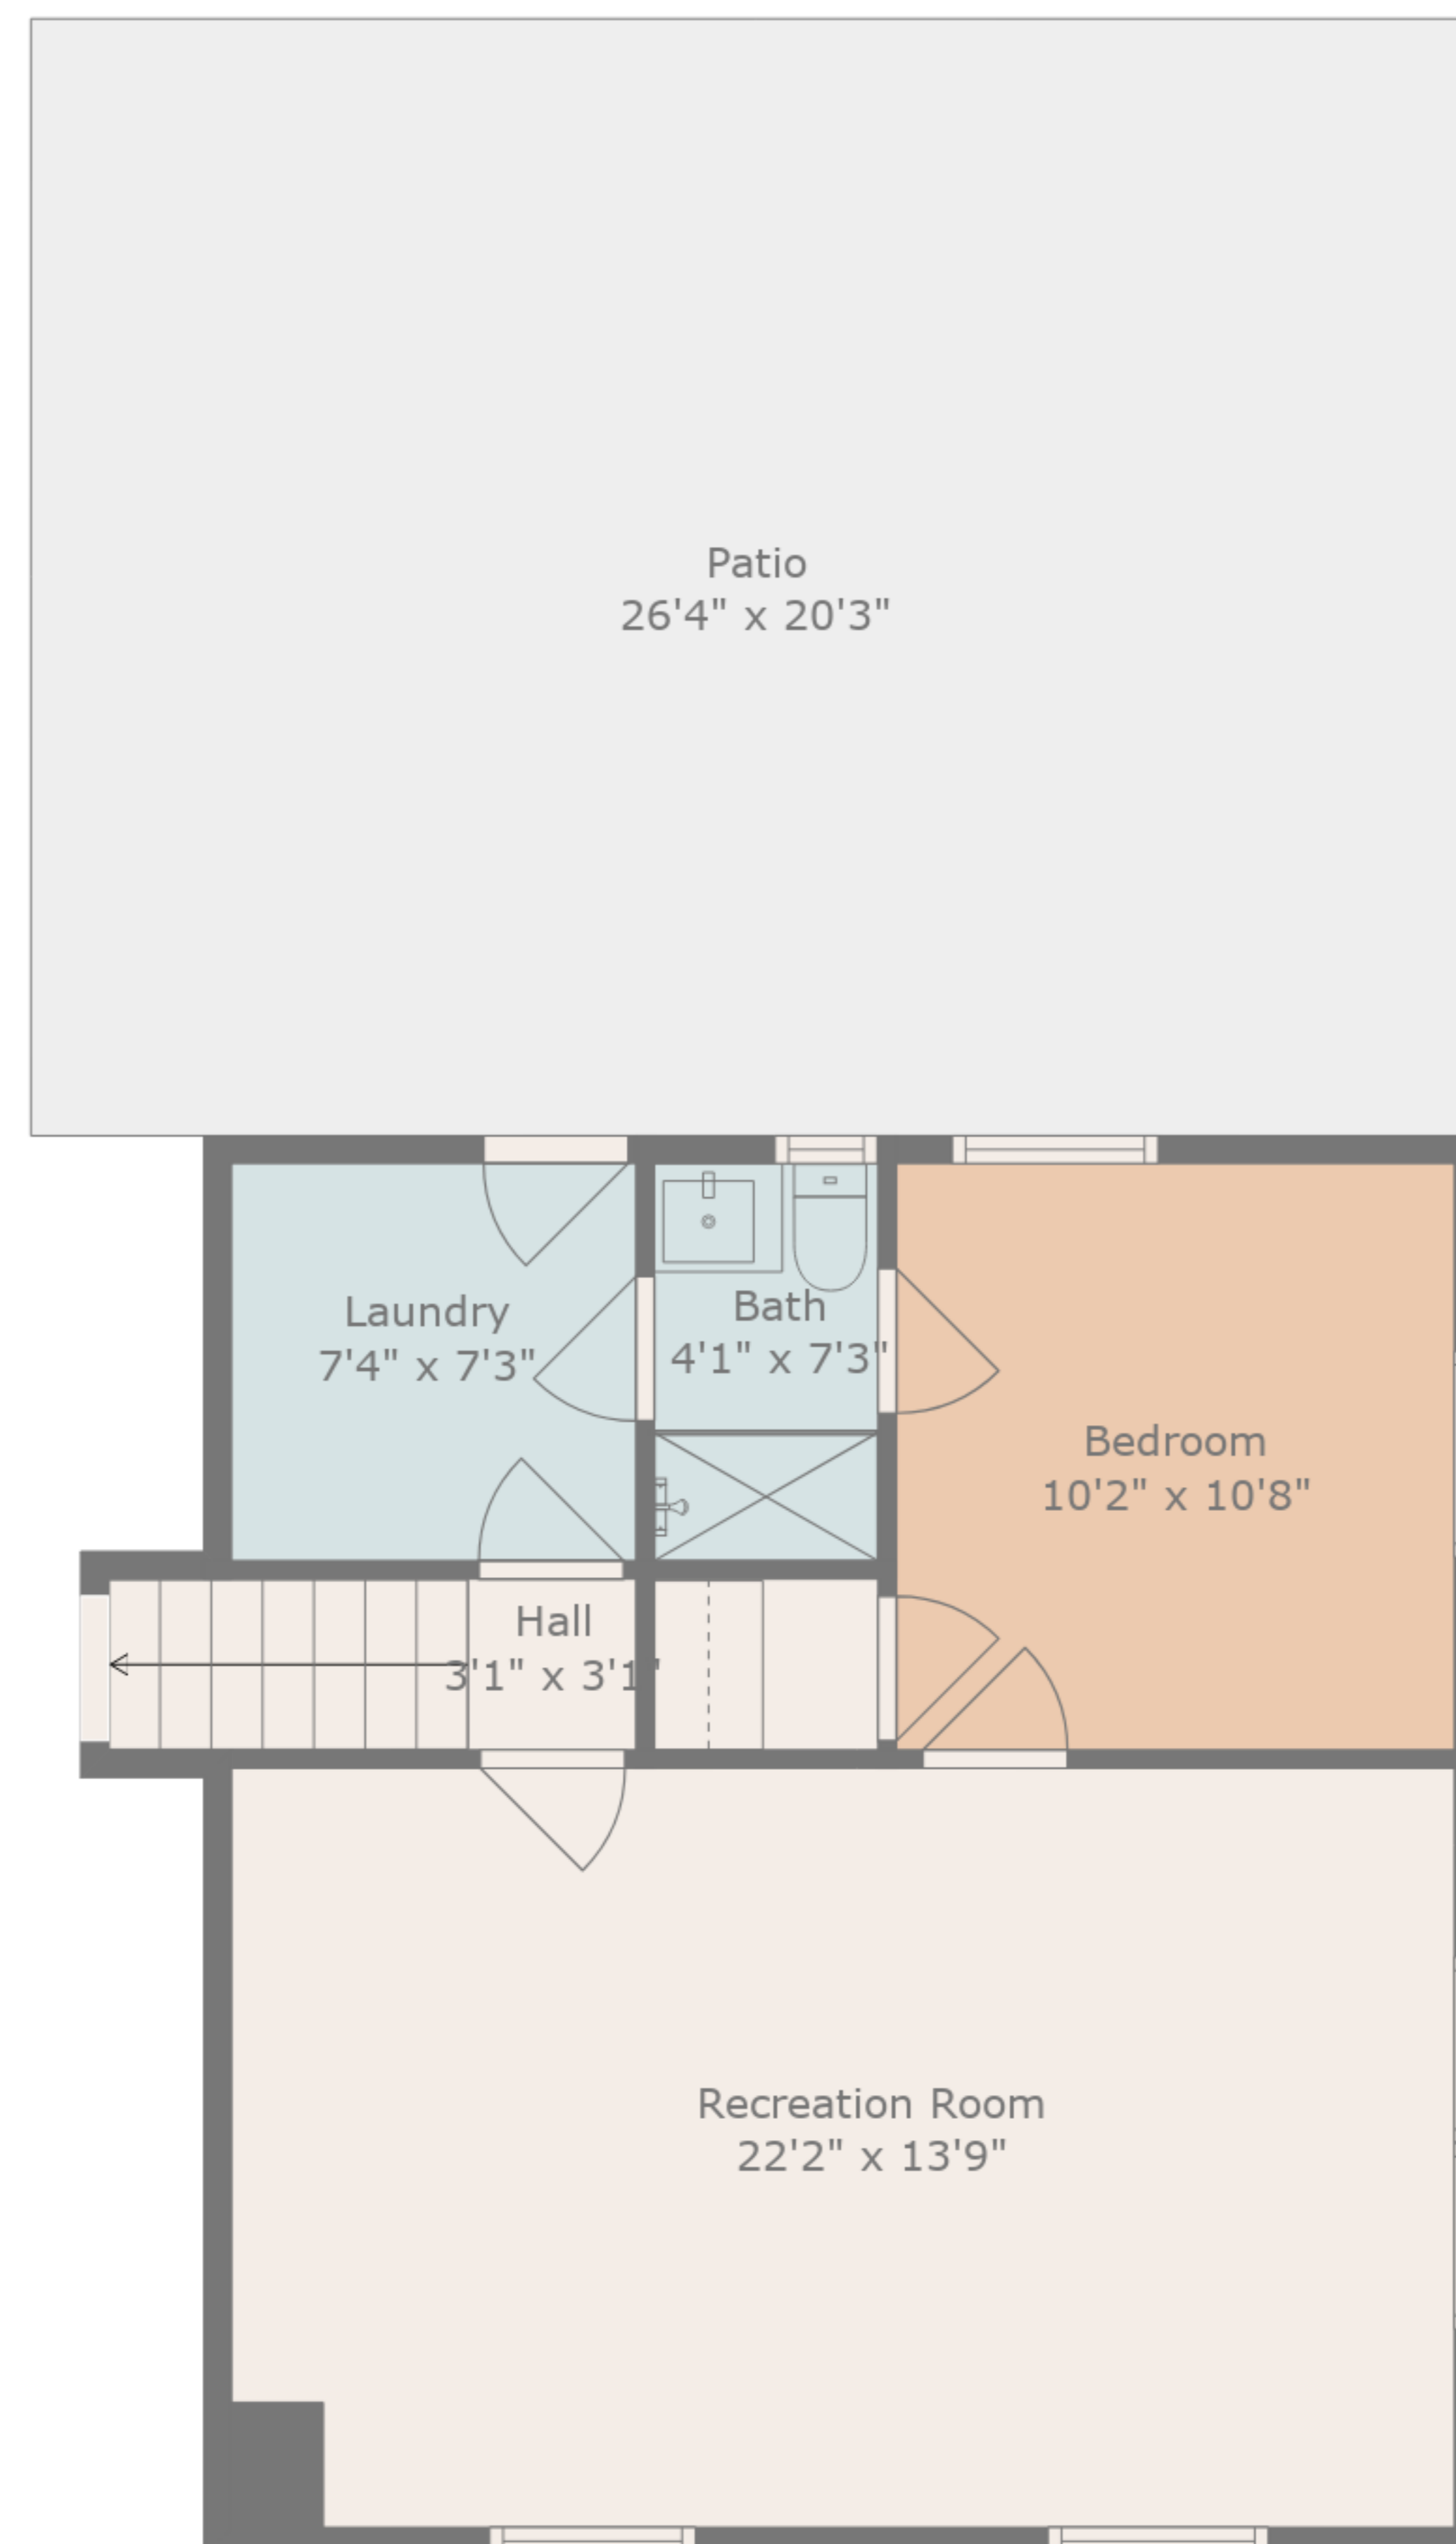 Patio
26'4" x 20'3"
Laundry
7'4" x 7'3"
Bath
4'1" x 7'3"
Bedroom
10'2" x 10'8"
Hall
3'1" x 3'1"
Recreation Room
22'2" x 13'9"